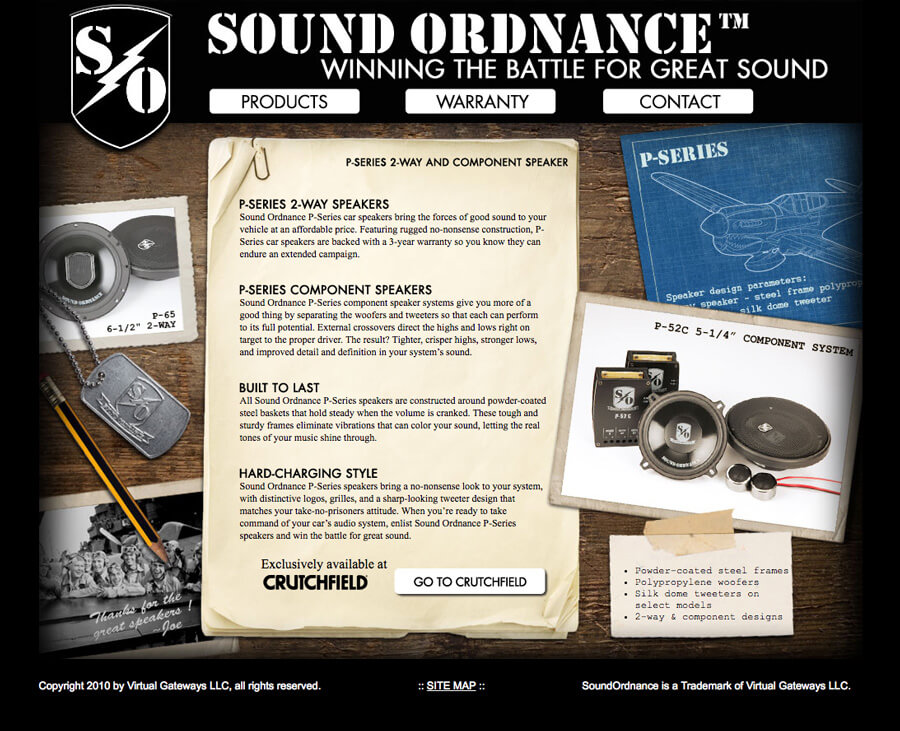 S/O
SOUND ORDNANCE™
WINNING THE BATTLE FOR GREAT SOUND
PRODUCTS
WARRANTY
CONTACT
P-SERIES 2-WAY AND COMPONENT SPEAKER
P-SERIES 2-WAY SPEAKERS
Sound Ordnance P-Series car speakers bring the forces of good sound to your
vehicle at an affordable price. Featuring rugged no-nonsense construction, P-
Series car speakers are backed with a 3-year warranty so you know they can
endure an extended campaign.
P-SERIES COMPONENT SPEAKERS
Sound Ordnance P-Series component speaker systems give you more of a
good thing by separating the woofers and tweeters so that each can perform
to its full potential. External crossovers direct the highs and lows right on
target to the proper driver. The result? Tighter, crisper highs, stronger lows,
and improved detail and definition in your system's sound.
BUILT TO LAST
All Sound Ordnance P-Series speakers are constructed around powder-coated
steel baskets that hold steady when the volume is cranked. These tough and
sturdy frames eliminate vibrations that can color your sound, letting the real
tones of your music shine through.
HARD-CHARGING STYLE
Sound Ordnance P-Series speakers bring a no-nonsense look to your system,
with distinctive logos, grilles, and a sharp-looking tweeter design that
matches your take-no-prisoners attitude. When you're ready to take
command of your car's audio system, enlist Sound Ordnance P-Series
speakers and win the battle for great sound.
Exclusively available at
CRUTCHFIELD
GO TO CRUTCHFIELD
SOUND ORDNANCE
P-65
6-1/2" 2-WAY
S/O
Thanks for the
great speakers!
~Joe
P-SERIES
Speaker design parameters:
speaker - steel frame polyprop
silk dome tweeter
P-52C 5-1/4" COMPONENT SYSTEM
S/O
S/O
P-52C
S/O
SOUND ORDNANCE
• Powder-coated steel frames
• Polypropylene woofers
• Silk dome tweeters on
select models
• 2-way & component designs
Copyright 2010 by Virtual Gateways LLC, all rights reserved.
:: SITE MAP ::
SoundOrdnance is a Trademark of Virtual Gateways LLC.